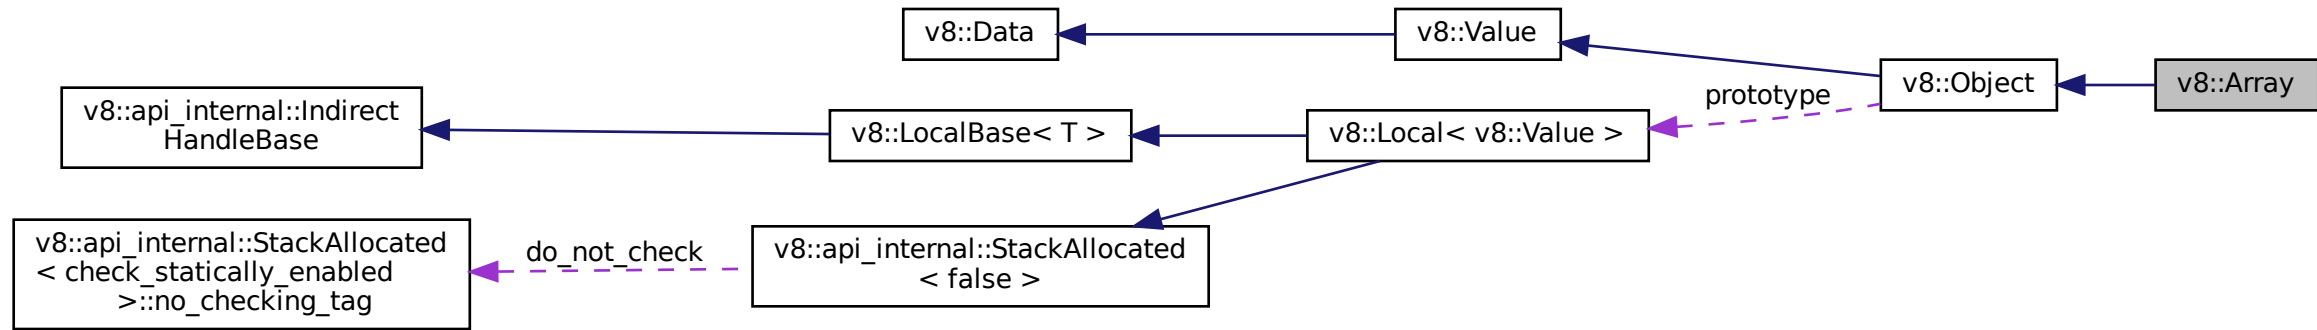 v8::Data
v8::Value
v8::Object
v8::Array
prototype
v8::api_internal::Indirect
HandleBase
v8::LocalBase< T >
v8::Local< v8::Value >
v8::api_internal::StackAllocated
< check_statically_enabled
>::no_checking_tag
do_not_check
v8::api_internal::StackAllocated
< false >